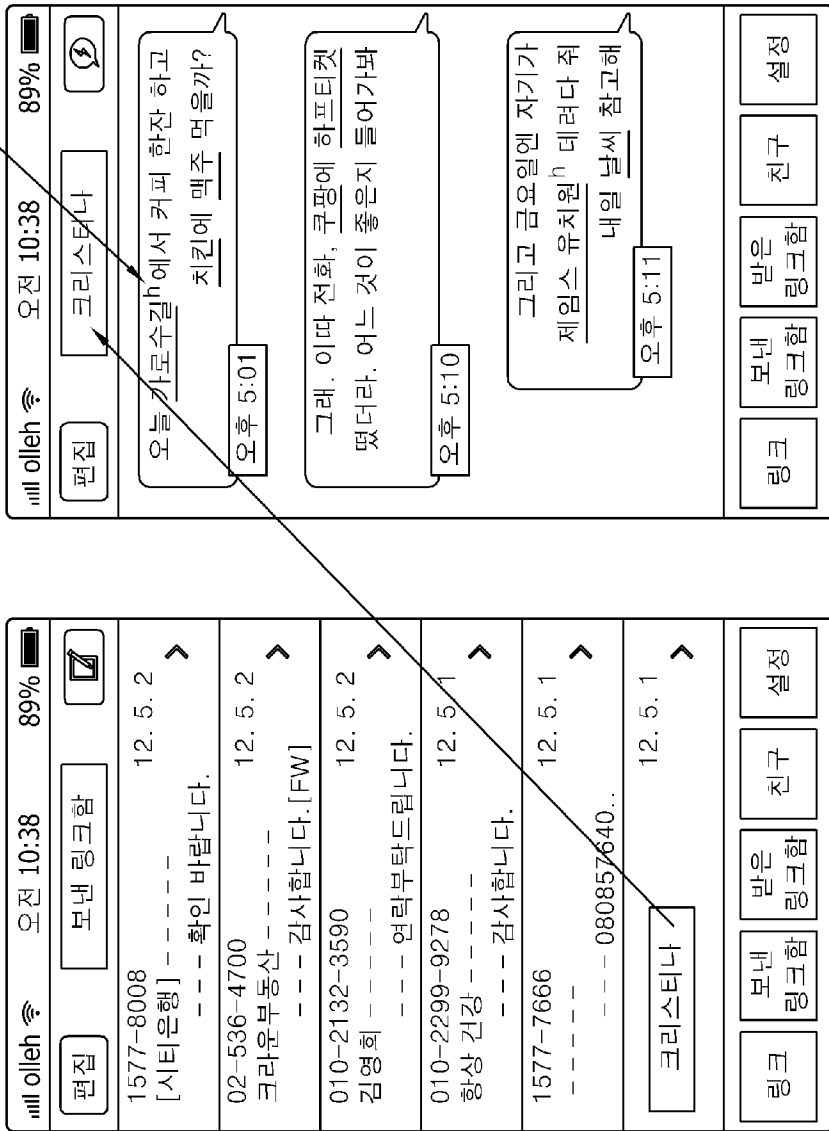 olleh 오전 10:38 89%
편집 보낸 링크함
1577-8008 12. 5. 2
[시티은행] - - - - - -
- - - 확인 바랍니다.
02-536-4700 12. 5. 2
크라운부동산 - - - - - -
- - - 감사합니다.[FW]
010-2132-3590 12. 5. 2
김영희 - - - - - -
- - - 연락부탁드립니다.
010-2299-9278 12. 5. 1
항상 건강 - - - - - -
- - - 감사합니다.
1577-7666 12. 5. 1
- - - - - -
- - - 080857640..
크리스티나 12. 5. 1
링크 보낸 링크함 받은 링크함 친구 설정
olleh 오전 10:38 89%
편집 크리스티나
오늘 가로수길h에서 커피 한잔 하고
치킨에 맥주 먹을까?
오후 5:01
그래. 이따 전화, 쿠팡에 하프티켓
떴더라. 어느 것이 좋은지 들어가봐
오후 5:10
그리고 금요일엔 자기가
제임스 유치원h 데려다 줘
내일 날씨 참고해
오후 5:11
링크 보낸 링크함 받은 링크함 친구 설정